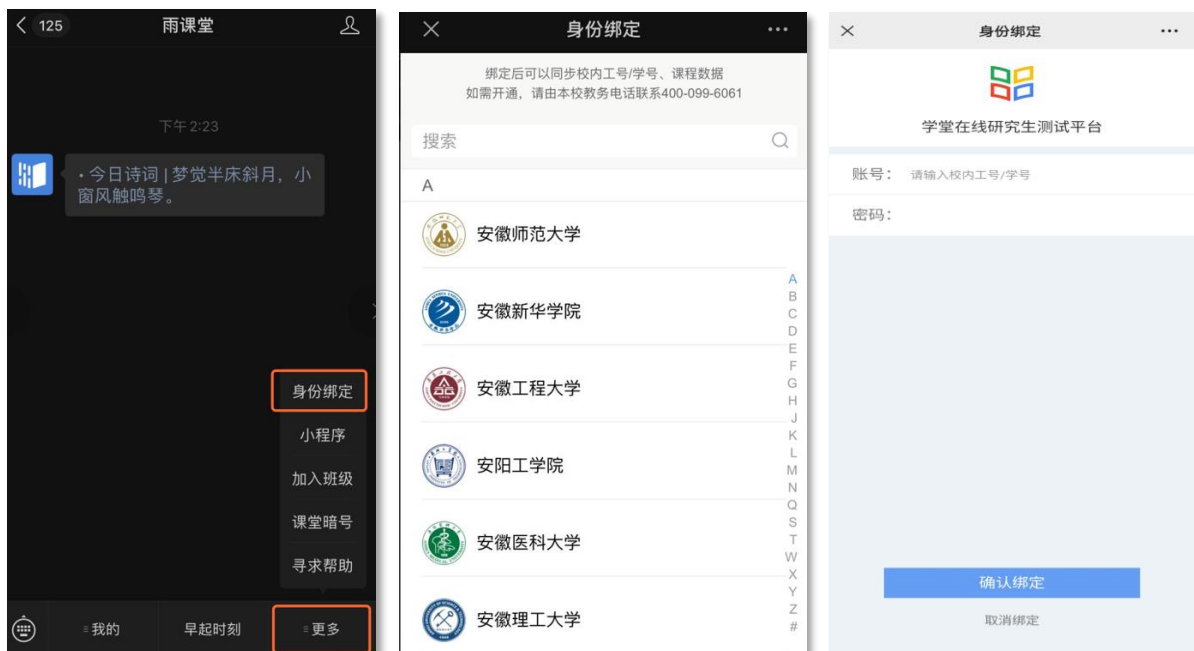 125
雨课堂
下午 2:23
• 今日诗词 | 梦觉半床斜月，小
窗风触鸣琴。
身份绑定
小程序
加入班级
课堂暗号
寻求帮助
我的
早起时刻
更多
身份绑定
绑定后可以同步校内工号/学号、课程数据
如需开通，请由本校教务电话联系400-099-6061
搜索
A
安徽师范大学
安徽新华学院
安徽工程大学
安阳工学院
安徽医科大学
安徽理工大学
A
B
C
D
E
F
G
H
J
K
L
M
N
Q
S
T
W
X
Y
Z
#
身份绑定
学堂在线研究生测试平台
账号： 请输入校内工号/学号
密码：
确认绑定
取消绑定